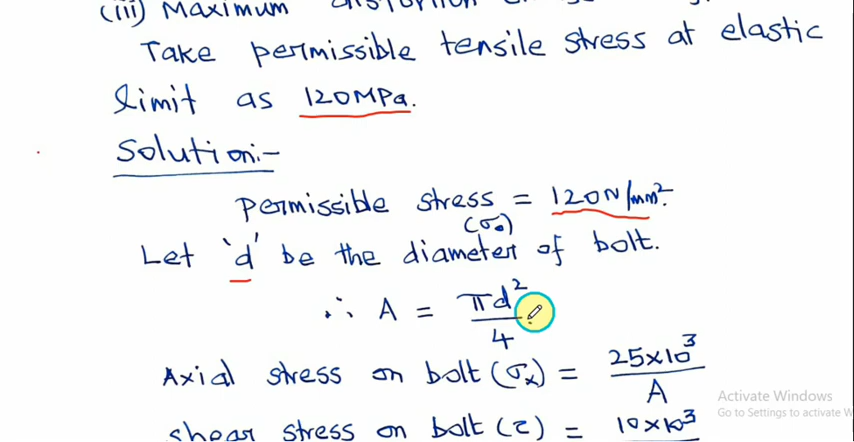 (iii) Maximum
Take permissible tensile stress at elastic
limit as 120MPa.
Solution:-
Permissible stress = 120N/mm².
(σ₀)
Let 'd' be the diameter of bolt.
∴ A = πd²/4
Axial stress on bolt (σx) = 25×10³/A
Shear stress on bolt (τ) = 10×10³
Activate Windows
Go to Settings to activate W